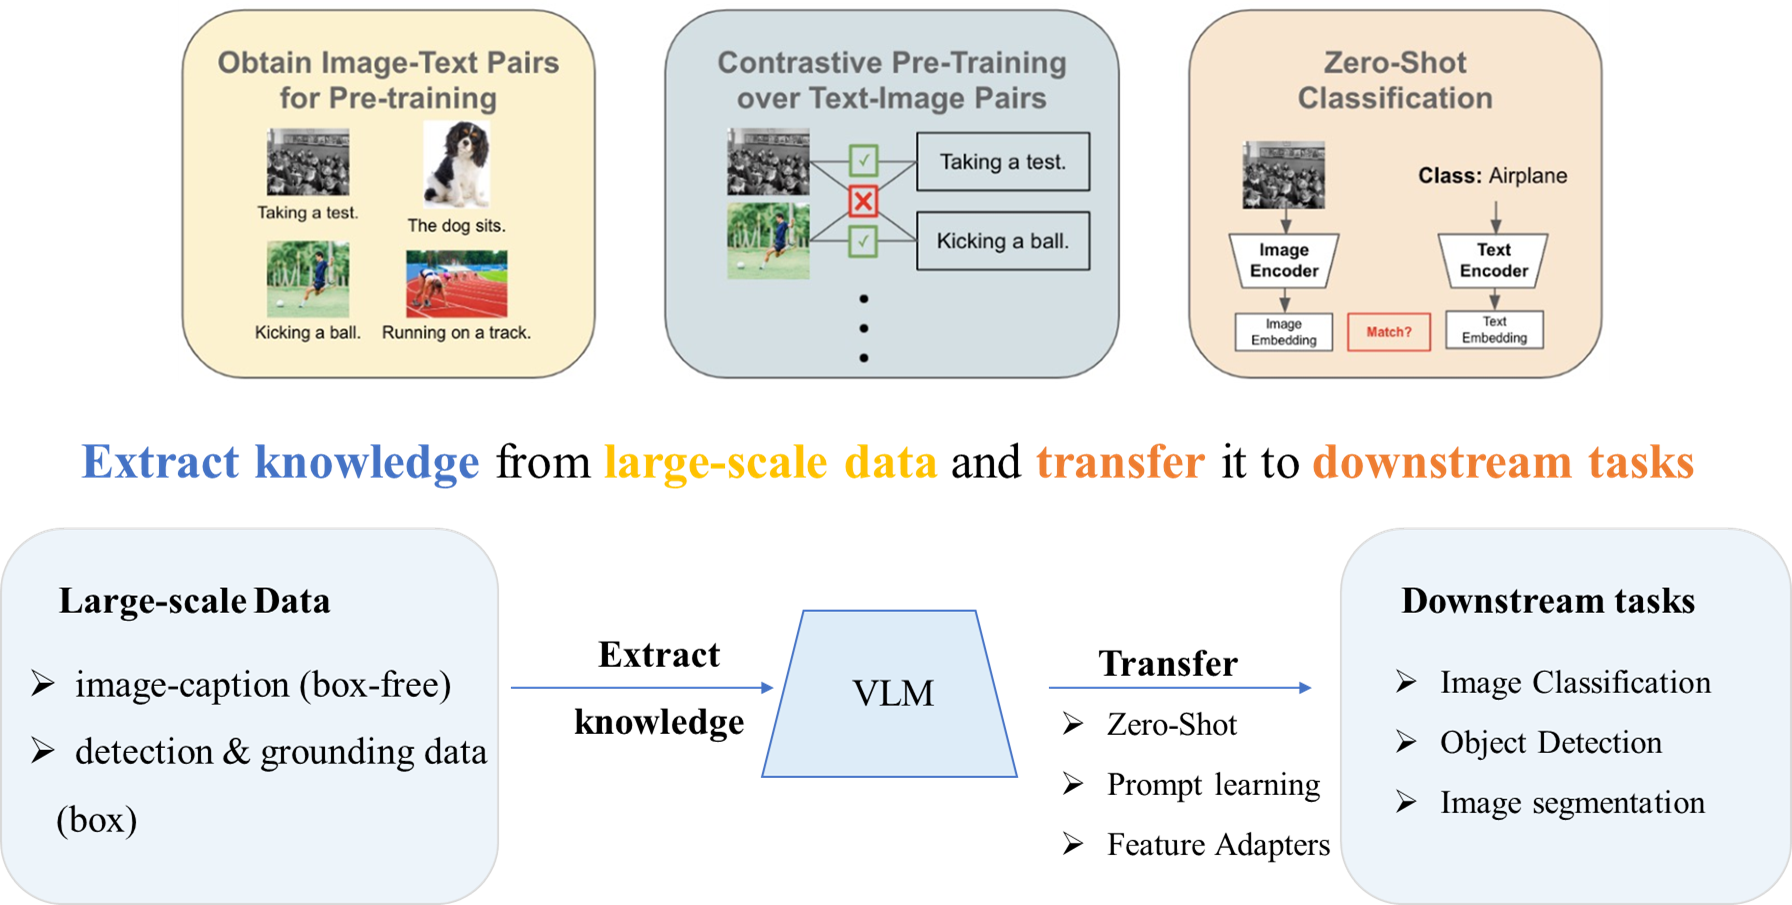 Obtain Image-Text Pairs
for Pre-training
Taking a test.
The dog sits.
Kicking a ball.
Running on a track.
Contrastive Pre-Training
over Text-Image Pairs
Taking a test.
Kicking a ball.
Zero-Shot
Classification
Class: Airplane
Image
Encoder
Text
Encoder
Image
Embedding
Match?
Text
Embedding
Extract knowledge from large-scale data and transfer it to downstream tasks
Large-scale Data
image-caption (box-free)
detection & grounding data
(box)
Extract
knowledge
VLM
Transfer
Zero-Shot
Prompt learning
Feature Adapters
Downstream tasks
Image Classification
Object Detection
Image segmentation